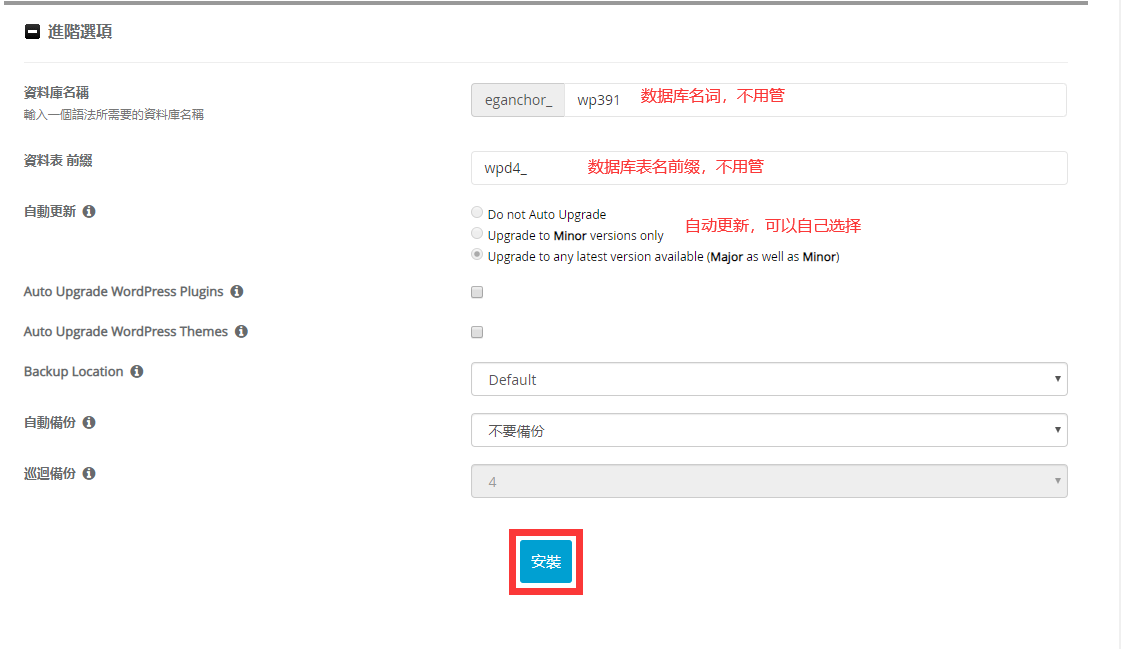 進階選項
資料庫名稱
輸入一個語法所需要的資料庫名稱
eganchor_ wp391 数据库名词，不用管
資料表 前缀
wpd4_ 数据库表名前缀，不用管
自動更新
Do not Auto Upgrade
Upgrade to Minor versions only
自动更新，可以自己选择
Upgrade to any latest version available (Major as well as Minor)
Auto Upgrade WordPress Plugins
Auto Upgrade WordPress Themes
Backup Location
Default
自動備份
不要備份
巡迴備份
4
安裝